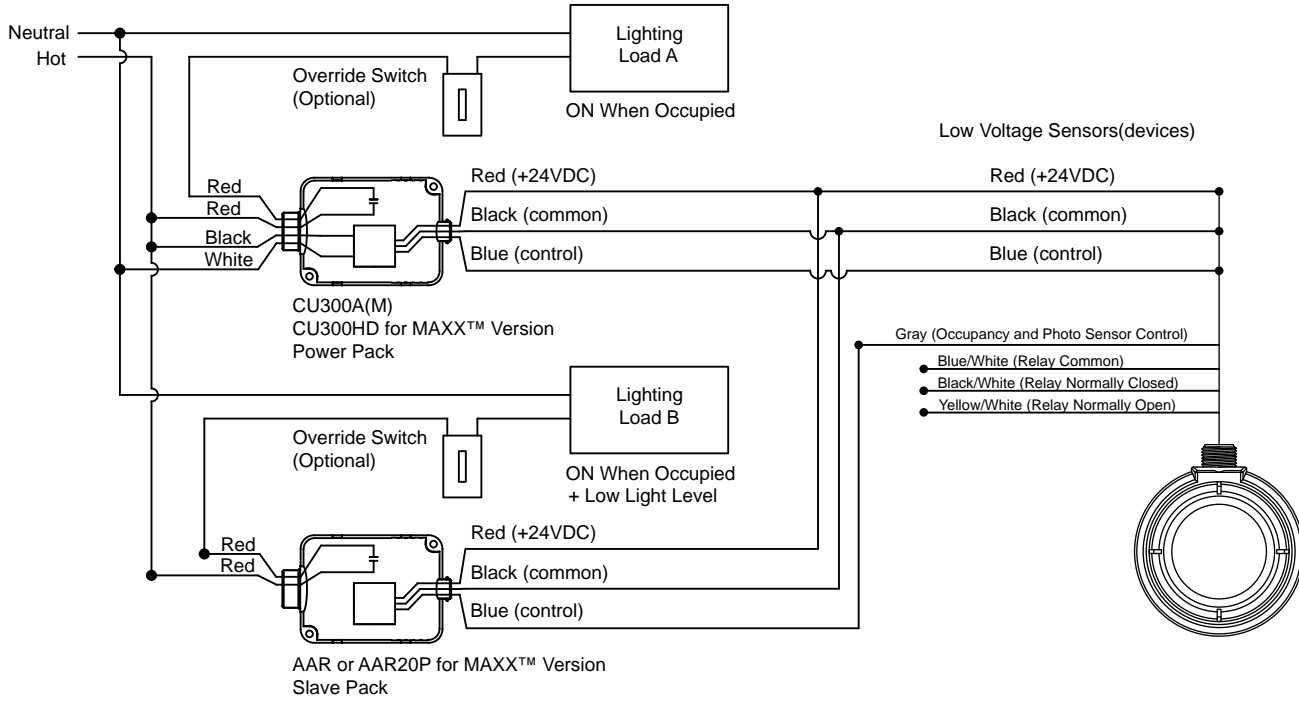 Neutral
Hot
Lighting
Load A
Override Switch
(Optional)
ON When Occupied
Low Voltage Sensors(devices)
Red
Red
Black
White
Red (+24VDC)
Black (common)
Blue (control)
Red (+24VDC)
Black (common)
Blue (control)
CU300A(M)
CU300HD for MAXX™ Version
Power Pack
Gray (Occupancy and Photo Sensor Control)
Blue/White (Relay Common)
Black/White (Relay Normally Closed)
Yellow/White (Relay Normally Open)
Lighting
Load B
Override Switch
(Optional)
ON When Occupied
+ Low Light Level
Red
Red
Red (+24VDC)
Black (common)
Blue (control)
AAR or AAR20P for MAXX™ Version
Slave Pack